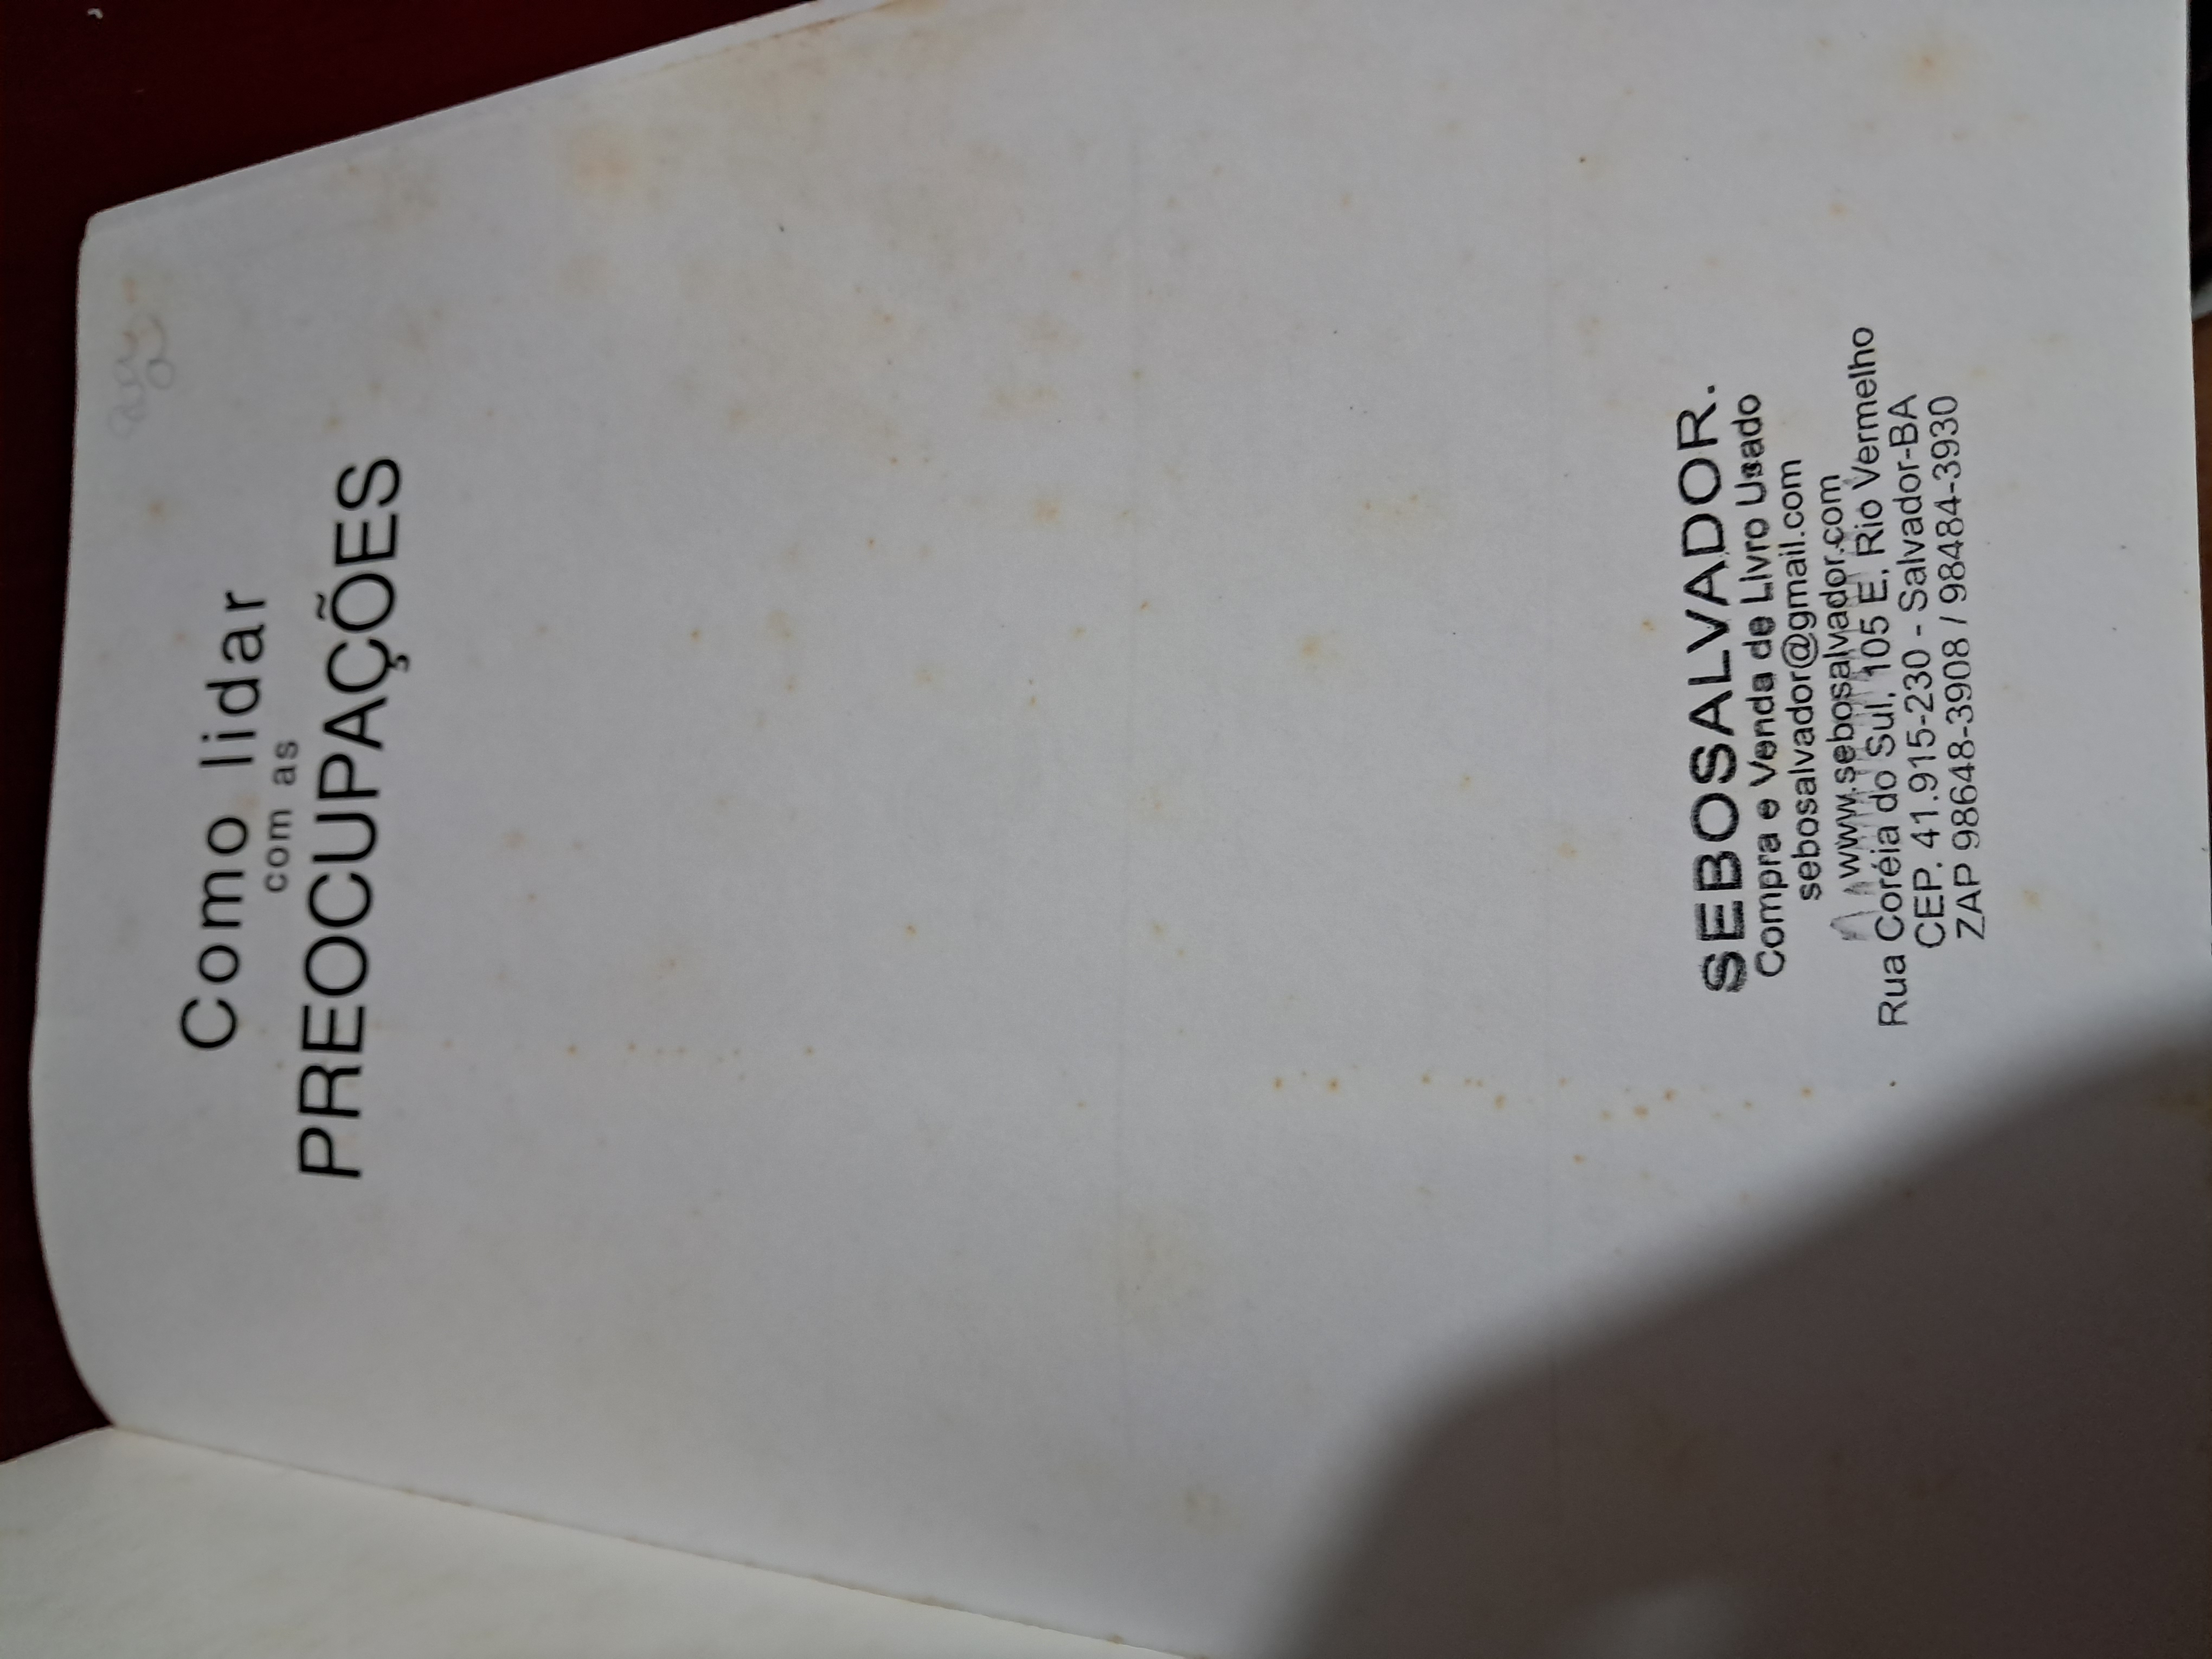 Como lidar
com as
PREOCUPAÇÕES
SEBOSALVADOR.
Compra e Venda de Livro Usado
sebosalvador@gmail.com
www.sebosalvador.com
Rua Coréia do Sul, 105 E, Rio Vermelho
CEP. 41.915-230 - Salvador-BA
ZAP 98648-3908 / 98484-3930